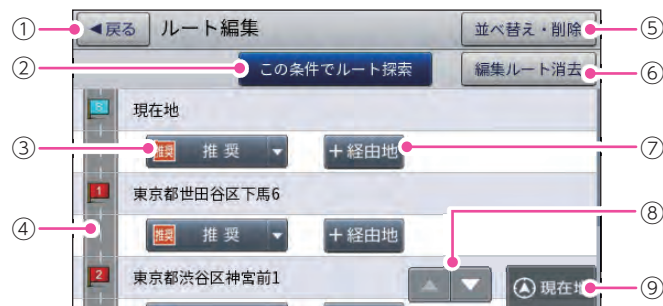 ① ◀戻る ルート編集 並べ替え・削除 ⑤
② この条件でルート探索 編集ルート消去 ⑥
S 現在地
③ 推奨 推 奨 ▼ +経由地 ⑦
1 東京都世田谷区下馬6
④ 推奨 推 奨 ▼ +経由地 ⑧
2 東京都渋谷区神宮前1 ▲ ▼ 現在地 ⑨